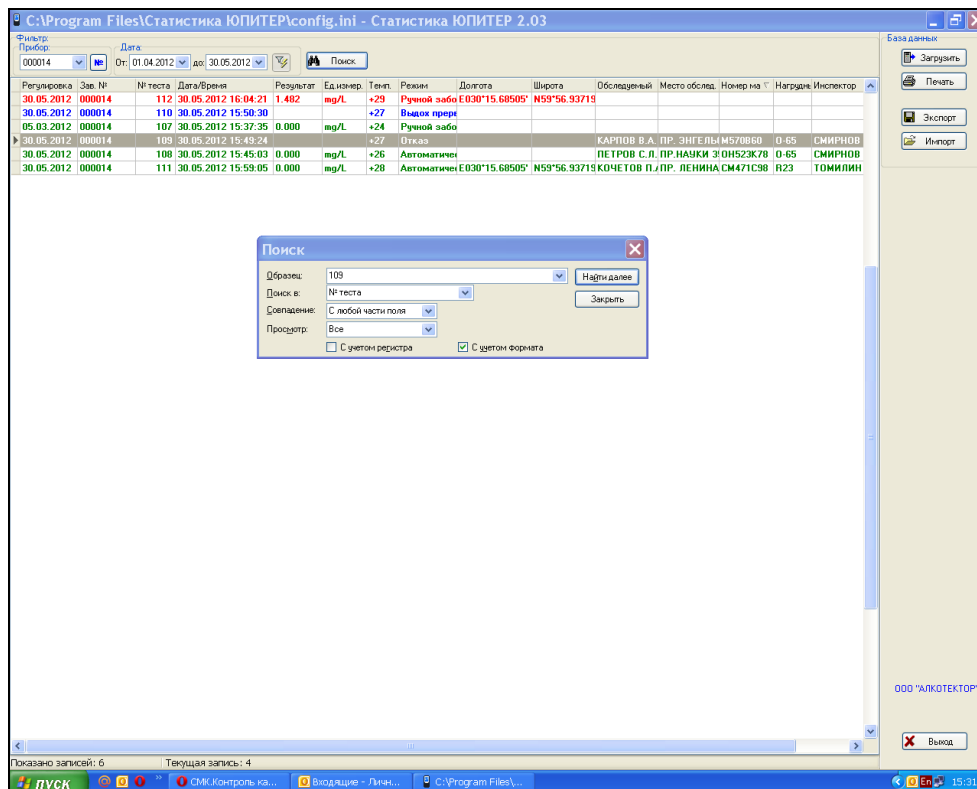 C:\Program Files\Статистика ЮПИТЕР\config.ini - Статистика ЮПИТЕР 2.03
Фильтр:
Прибор: Дата:
000014 № От: 01.04.2012 до: 30.05.2012 Поиск
База данных
Загрузить
Печать
Экспорт
Импорт
Регулировка Зав. № № теста Дата/Время Результат Ед.измер. Темп. Режим Долгота Широта Обследуемый Место обслед. Номер ма Нагрудны Инспектор
30.05.2012 000014 112 30.05.2012 16:04:21 1.482 mg/L +29 Ручной забо E030*15.68505' N59*56.93719
30.05.2012 000014 110 30.05.2012 15:50:30 +27 Выдох прер
05.03.2012 000014 107 30.05.2012 15:37:35 0.000 mg/L +24 Ручной забо
30.05.2012 000014 109 30.05.2012 15:49:24 +27 Отказ КАРПОВ В.А. ПР. ЭНГЕЛЬ М570В60 О-65 СМИРНОВ
30.05.2012 000014 108 30.05.2012 15:45:03 0.000 mg/L +26 Автоматичес ПЕТРОВ С.Л. ПР.НАУКИ 3 ОН523К78 О-65 СМИРНОВ
30.05.2012 000014 111 30.05.2012 15:59:05 0.000 mg/L +28 Автоматичес E030*15.68505' N59*56.93719 КОЧЕТОВ П. ПР. ЛЕНИНА СМ471С98 R23 ТОМИЛИН
Поиск
Образец: 109 Найти далее
Поиск в: № теста Закрыть
Совпадение: С любой части поля
Просмотр: Все
С учетом регистра С учетом формата
ООО "АЛКОТЕКТОР"
Выход
Показано записей: 6 Текущая запись: 4
пуск » СМК.Контроль ка... Входящие - Личн... C:\Program Files\... En 15:31